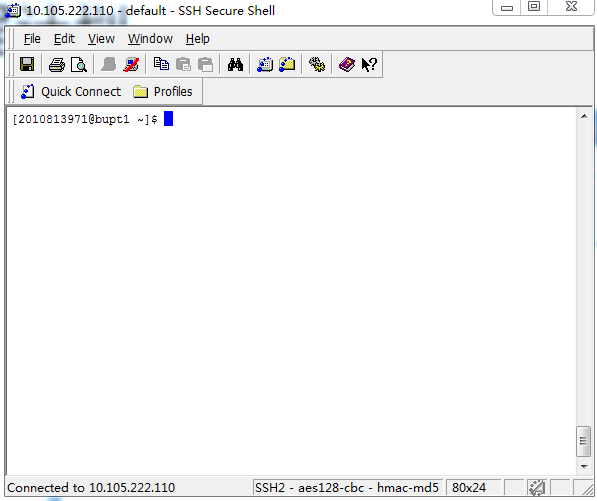 10.105.222.110 - default - SSH Secure Shell
File Edit View Window Help
Quick Connect Profiles
[2010813971@bupt1 ~]$
Connected to 10.105.222.110 SSH2 - aes128-cbc - hmac-md5 80x24